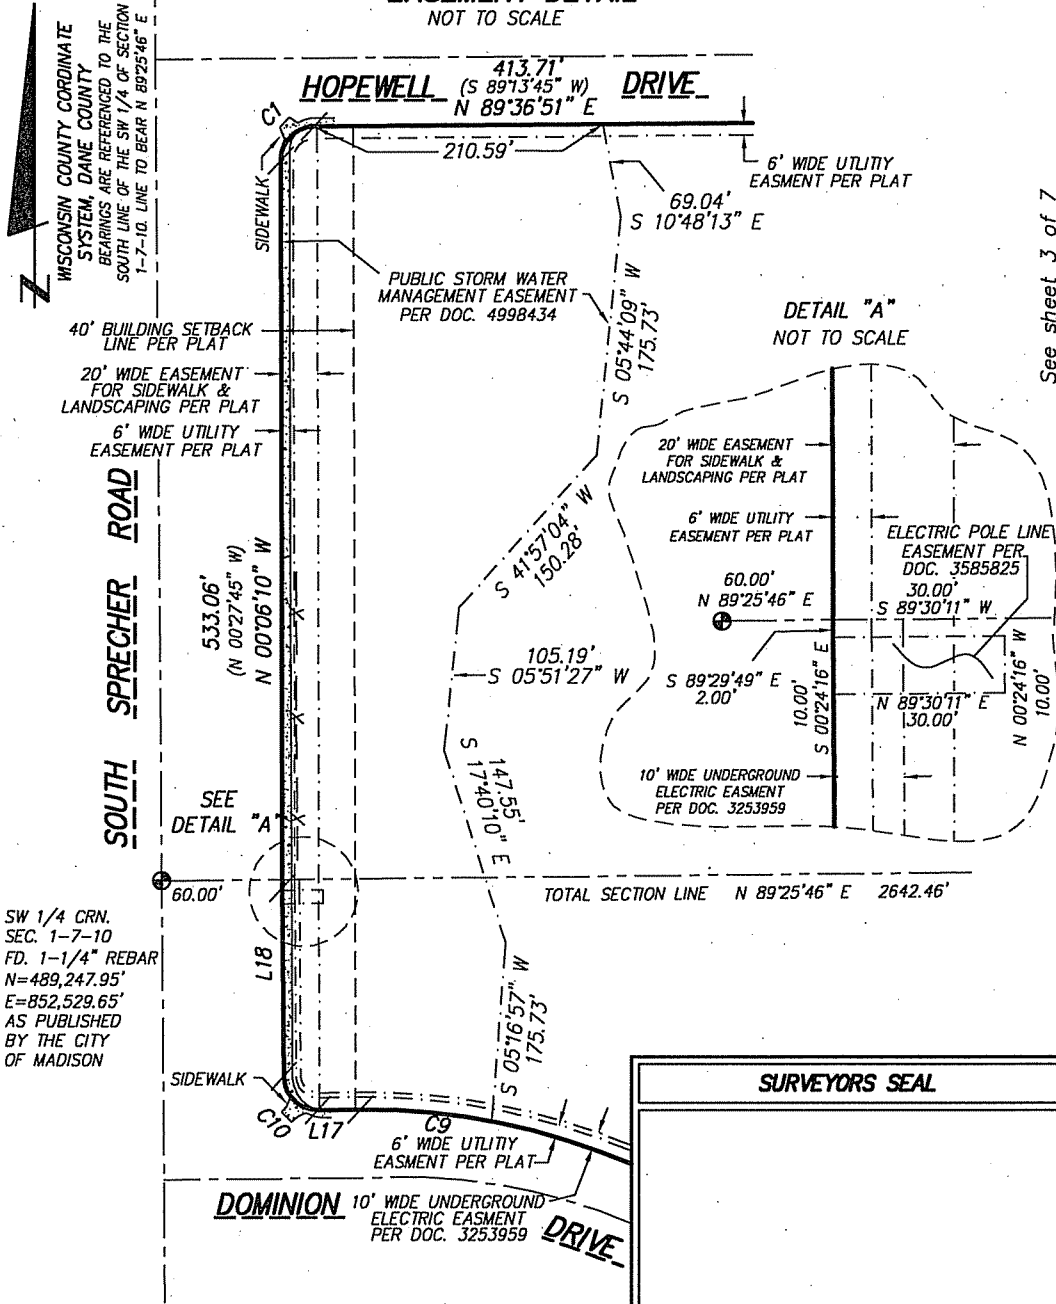 EASEMENT DETAIL
NOT TO SCALE
WISCONSIN COUNTY CORDINATE
SYSTEM, DANE COUNTY
BEARINGS ARE REFERENCED TO THE
SOUTH LINE OF THE SW 1/4 OF SECTION
1-7-10. LINE TO BEAR N 89°25'46" E
Z
413.71'
HOPEWELL (S 89°13'45" W) DRIVE
N 89°36'51" E
C1
210.59'
6' WIDE UTLITIY
EASMENT PER PLAT
SIDEWALK
69.04'
S 10°48'13" E
See sheet 3 of 7
PUBLIC STORM WATER
MANAGEMENT EASEMENT
PER DOC. 4998434
S 05°44'09" W
175.73'
DETAIL "A"
NOT TO SCALE
40' BUILDING SETBACK
LINE PER PLAT
20' WIDE EASEMENT
FOR SIDEWALK &
LANDSCAPING PER PLAT
6' WIDE UTILITY
EASEMENT PER PLAT
20' WIDE EASEMENT
FOR SIDEWALK &
LANDSCAPING PER PLAT
6' WIDE UTILITY
EASEMENT PER PLAT
ELECTRIC POLE LINE
EASEMENT PER
DOC. 3585825
30.00'
S 89°30'11" W
60.00'
N 89°25'46" E
S 89°29'49" E
2.00'
10.00'
S 00°24'16" E
N 89°30'11" E
30.00'
N 00°24'16" W
10.00'
10' WIDE UNDERGROUND
ELECTRIC EASMENT
PER DOC. 3253959
SOUTH SPRECHER ROAD
533.06'
(N 00°27'45" W)
N 00°06'10" W
S 41°57'04" W
150.28'
105.19'
S 05°51'27" W
147.55'
S 17°40'10" E
SEE
DETAIL "A"
60.00'
TOTAL SECTION LINE N 89°25'46" E 2642.46'
SW 1/4 CRN.
SEC. 1-7-10
FD. 1-1/4" REBAR
N=489,247.95'
E=852,529.65'
AS PUBLISHED
BY THE CITY
OF MADISON
L18
S 05°16'57" W
175.73'
SIDEWALK
C10
L17
C9
6' WIDE UTLITIY
EASMENT PER PLAT
DOMINION DRIVE
10' WIDE UNDERGROUND
ELECTRIC EASMENT
PER DOC. 3253959
SURVEYORS SEAL